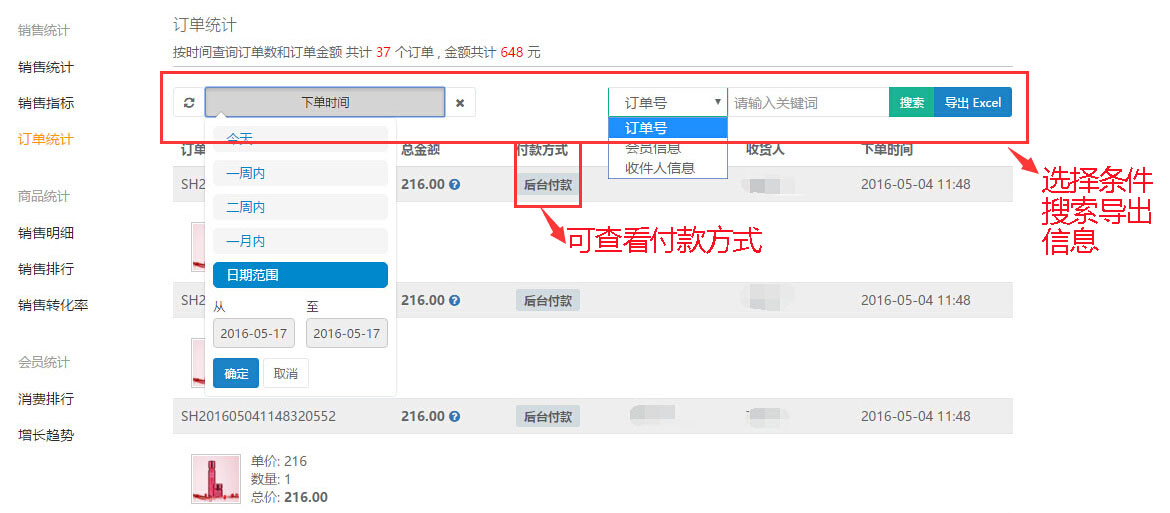 销售统计
销售统计
销售指标
订单统计
商品统计
销售明细
销售排行
销售转化率
会员统计
消费排行
增长趋势
订单统计
按时间查询订单数和订单金额 共计 37 个订单 , 金额共计 648 元
下单时间
订单号
请输入关键词
搜索
导出 Excel
今天
一周内
二周内
一月内
日期范围
从 至
2016-05-17 2016-05-17
确定 取消
订单号
会员信息
收件人信息
订单 总金额 付款方式 收货人 下单时间
SH2 216.00 后台付款 2016-05-04 11:48
SH2 216.00 后台付款 2016-05-04 11:48
SH201605041148320552 216.00 后台付款 2016-05-04 11:48
单价: 216
数量: 1
总价: 216.00
可查看付款方式
选择条件
搜索导出
信息